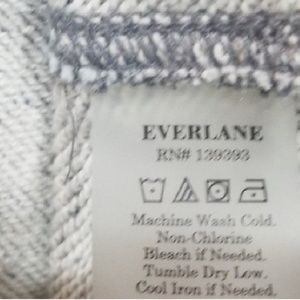 EVERLANE
RN# 139393
Machine Wash Cold.
Non-Chlorine
Bleach if Needed.
Tumble Dry Low.
Cool Iron if Needed.